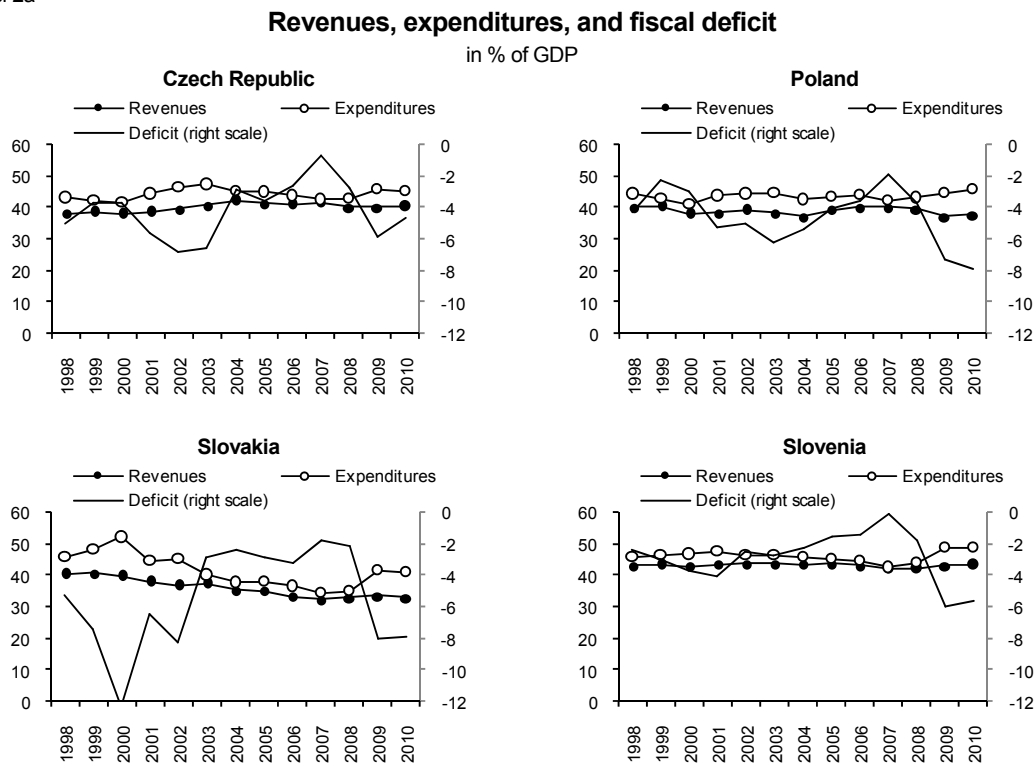 Revenues, expenditures, and fiscal deficit
in % of GDP
Czech Republic
Revenues Expenditures
Deficit (right scale)
60 0
50 -2
40 -4
30 -6
20 -8
10 -10
0 -12
1998 1999 2000 2001 2002 2003 2004 2005 2006 2007 2008 2009 2010
Poland
Revenues Expenditures
Deficit (right scale)
60 0
50 -2
40 -4
30 -6
20 -8
10 -10
0 -12
1998 1999 2000 2001 2002 2003 2004 2005 2006 2007 2008 2009 2010
Slovakia
Revenues Expenditures
Deficit (right scale)
60 0
50 -2
40 -4
30 -6
20 -8
10 -10
0 -12
1998 1999 2000 2001 2002 2003 2004 2005 2006 2007 2008 2009 2010
Slovenia
Revenues Expenditures
Deficit (right scale)
60 0
50 -2
40 -4
30 -6
20 -8
10 -10
0 -12
1998 1999 2000 2001 2002 2003 2004 2005 2006 2007 2008 2009 2010